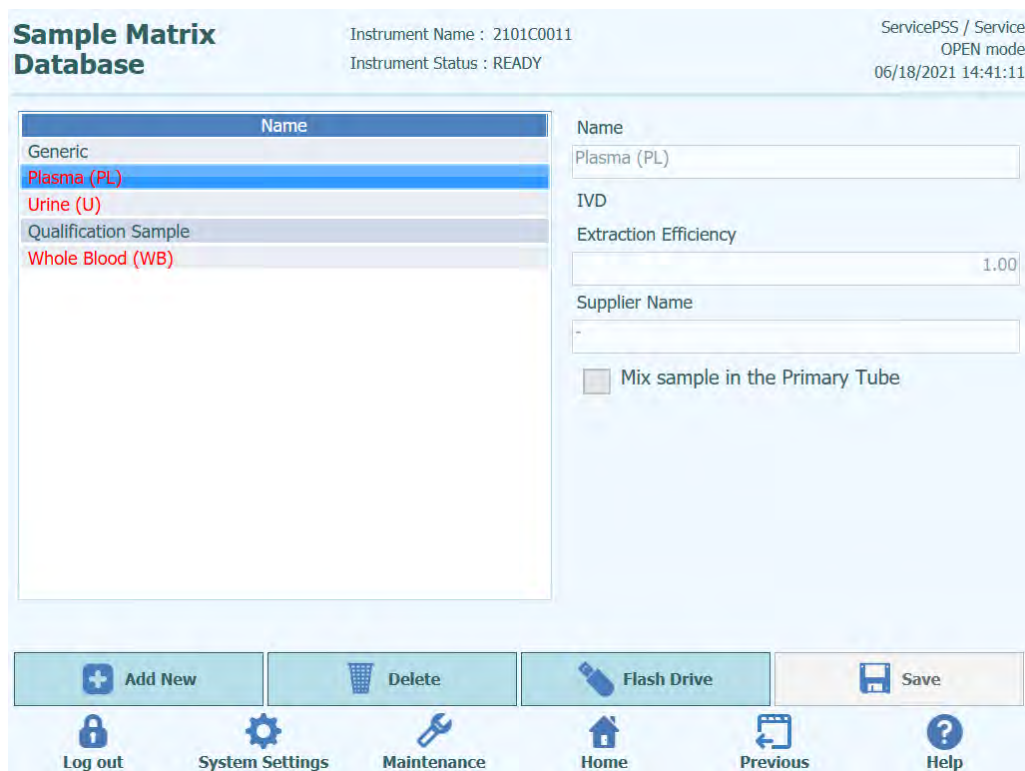 Sample Matrix
Database
Instrument Name : 2101C0011
Instrument Status : READY
ServicePSS / Service
OPEN mode
06/18/2021 14:41:11
Name
Generic
Plasma (PL)
Urine (U)
Qualification Sample
Whole Blood (WB)
Name
Plasma (PL)
IVD
Extraction Efficiency
1.00
Supplier Name
-
Mix sample in the Primary Tube
Add New
Delete
Flash Drive
Save
Log out
System Settings
Maintenance
Home
Previous
Help